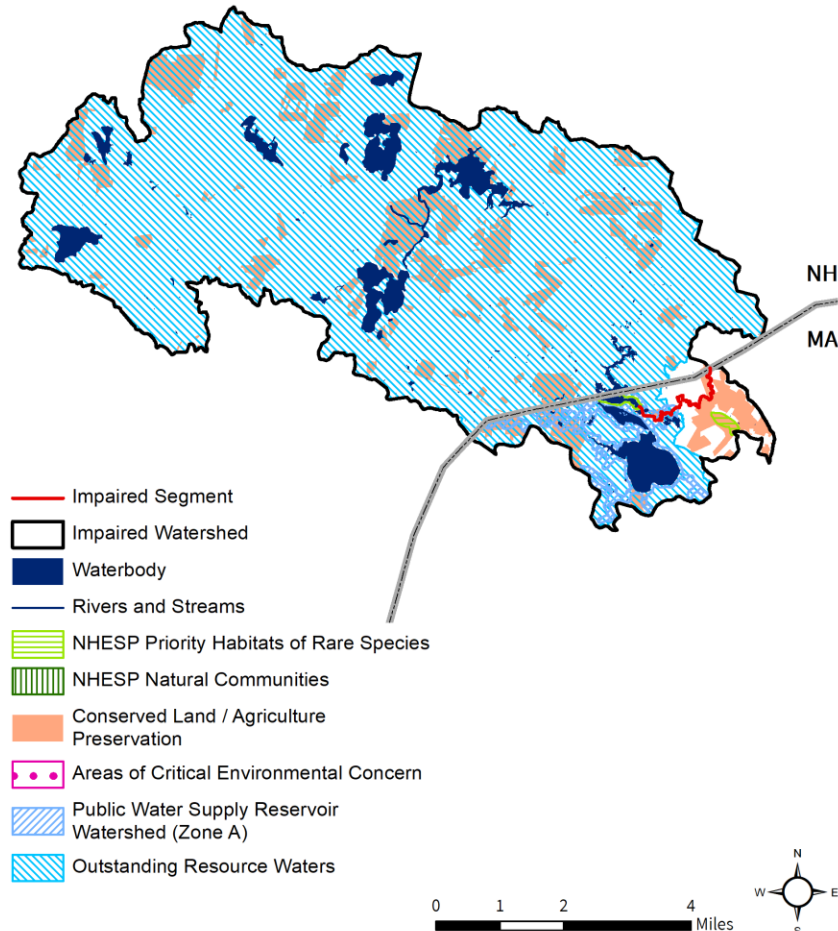 NH
MA
Impaired Segment
Impaired Watershed
Waterbody
Rivers and Streams
NHESP Priority Habitats of Rare Species
NHESP Natural Communities
Conserved Land / Agriculture
Preservation
Areas of Critical Environmental Concern
Public Water Supply Reservoir
Watershed (Zone A)
Outstanding Resource Waters
N
W E
S
0 1 2 4
Miles